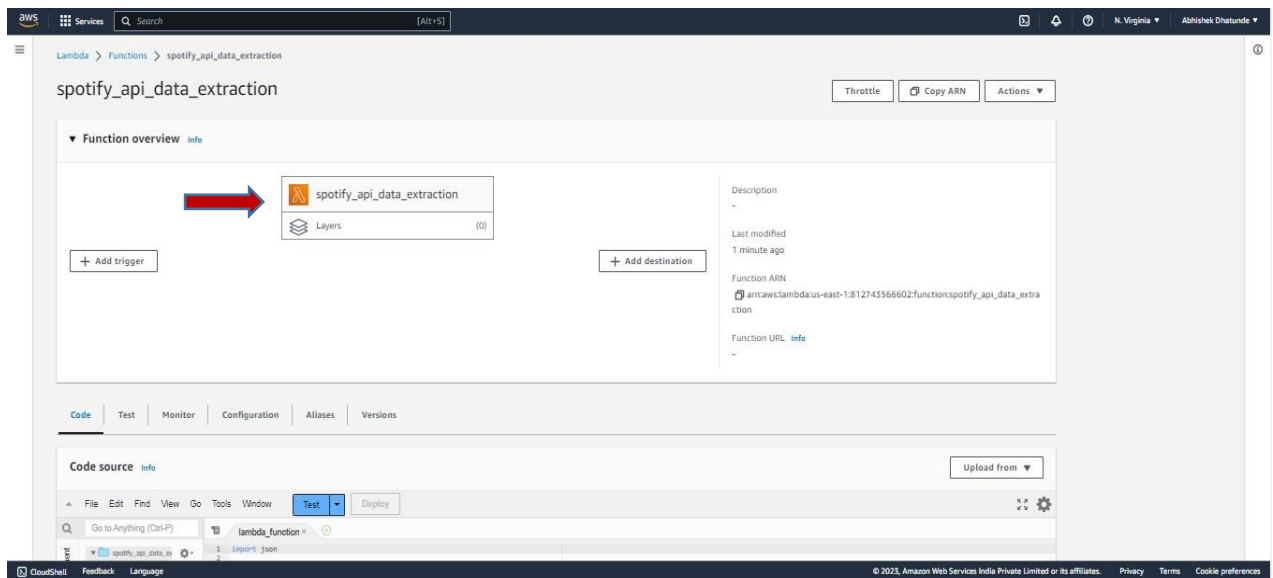 aws Services Search [Alt+S] N. Virginia Abhishek Dhatunde
Lambda > Functions > spotify_api_data_extraction
spotify_api_data_extraction
Throttle Copy ARN Actions
Function overview Info
spotify_api_data_extraction
Layers (0)
+ Add trigger
+ Add destination
Description
-
Last modified
1 minute ago
Function ARN
arn:aws:lambda:us-east-1:812743566602:function:spotify_api_data_extra
ction
Function URL Info
-
Code Test Monitor Configuration Aliases Versions
Code source Info
Upload from
File Edit Find View Go Tools Window Test Deploy
Go to Anything (Ctrl-P)
lambda_function ×
1 import json
2
CloudShell Feedback Language © 2023, Amazon Web Services India Private Limited or its affiliates. Privacy Terms Cookie preferences